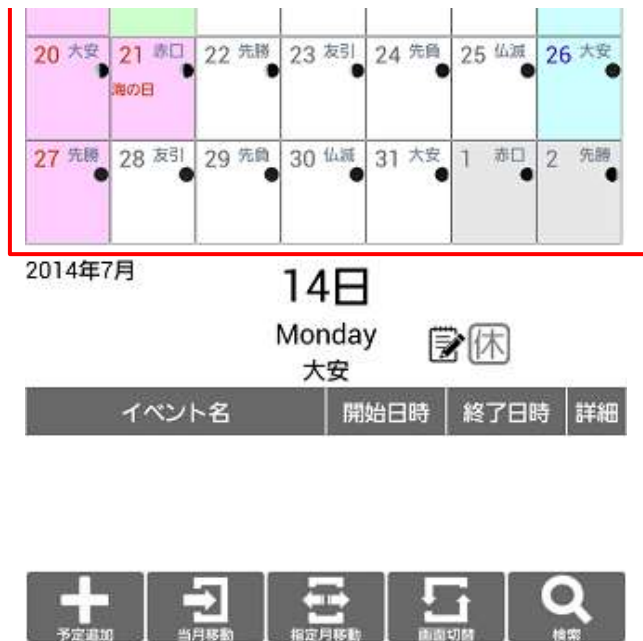 20 大安 21 赤口 22 先勝 23 友引 24 先負 25 仏滅 26 大安
海の日
27 先勝 28 友引 29 先負 30 仏滅 31 大安 1 赤口 2 先勝
2014年7月
14日
Monday
大安
休
イベント名 開始日時 終了日時 詳細
予定追加 当月移動 指定月移動 画面切替 検索